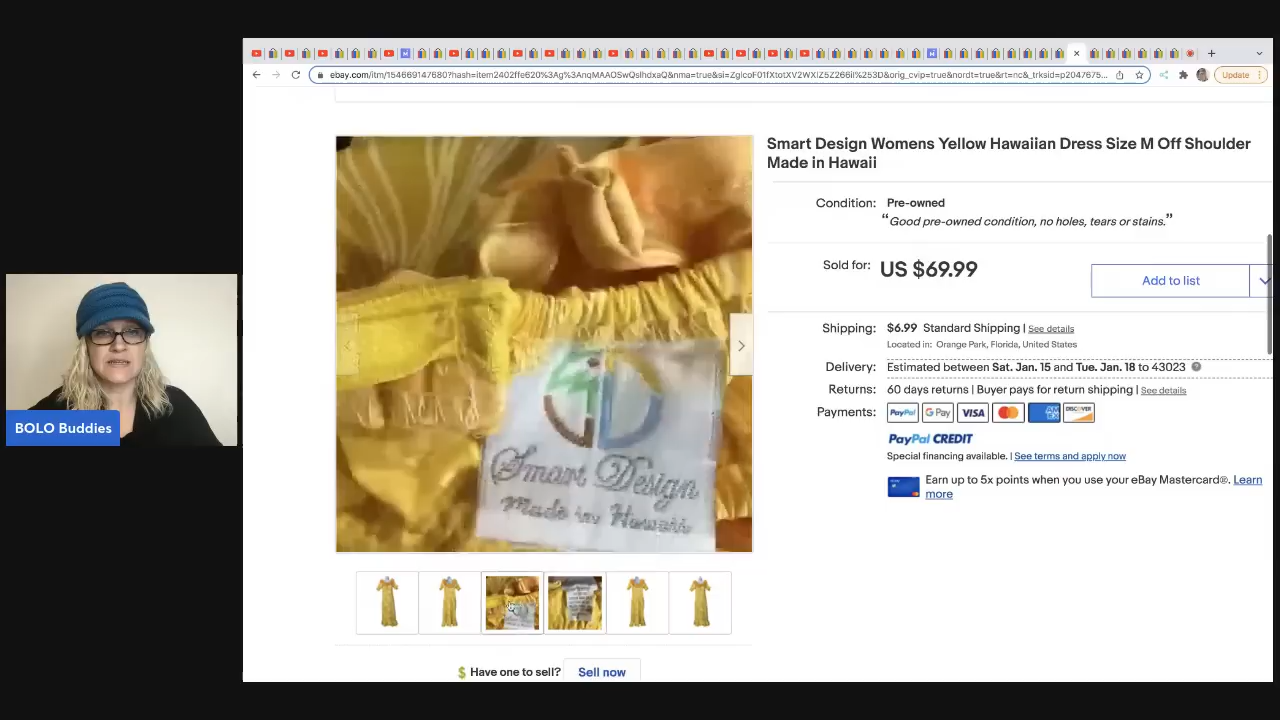 Update
Smart Design Womens Yellow Hawaiian Dress Size M Off Shoulder
Made in Hawaii
Condition: Pre-owned
“Good pre-owned condition, no holes, tears or stains.”
Sold for: US $69.99
Add to list
Shipping: $6.99 Standard Shipping | See details
Located in: Orange Park, Florida, United States
Delivery: Estimated between Sat. Jan. 15 and Tue. Jan. 18 to 43023
Returns: 60 days returns | Buyer pays for return shipping | See details
Payments: PayPal G Pay VISA DISCOVER
PayPal CREDIT
Special financing available. | See terms and apply now
Earn up to 5x points when you use your eBay Mastercard®. Learn
more
Smart Design
Made in Hawaii
Have one to sell? Sell now
BOLO Buddies